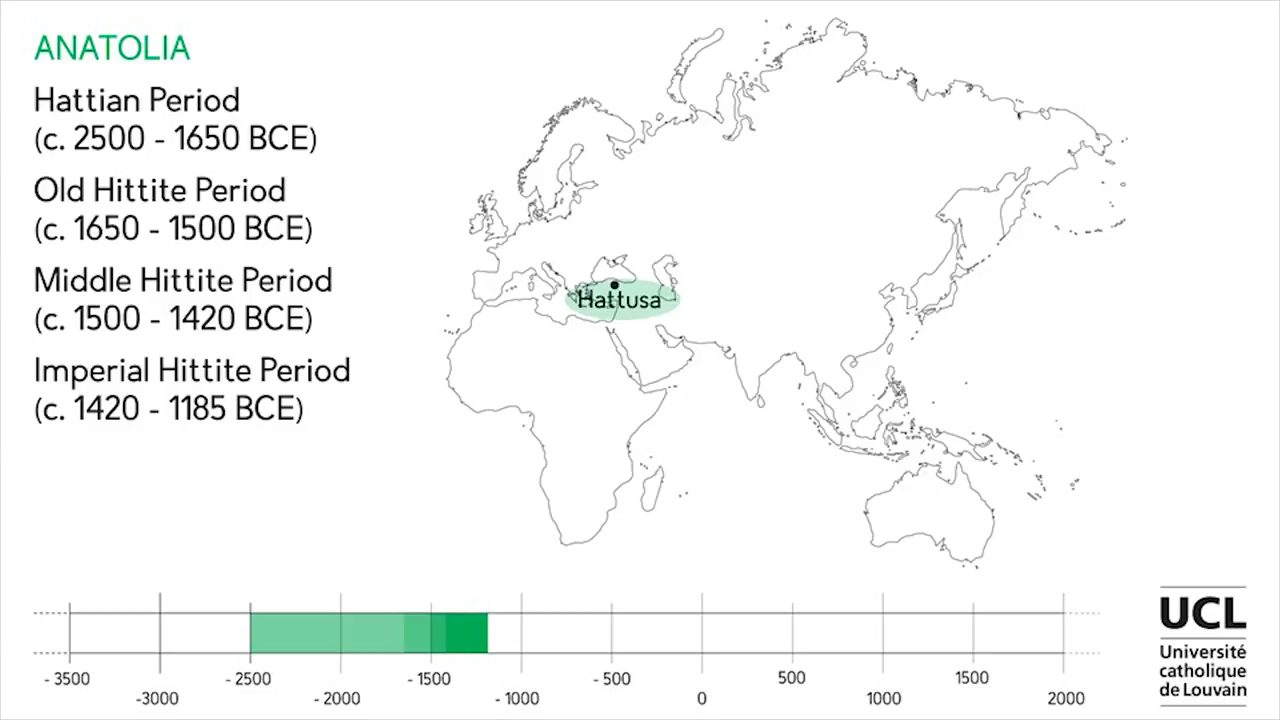 ANATOLIA
Hattian Period
(c. 2500 - 1650 BCE)
Old Hittite Period
(c. 1650 - 1500 BCE)
Middle Hittite Period
(c. 1500 - 1420 BCE)
Imperial Hittite Period
(c. 1420 - 1185 BCE)
Hattusa
- 3500
-3000
- 2500
- 2000
- 1500
- 1000
- 500
0
500
1000
1500
2000
UCL
Université
catholique
de Louvain